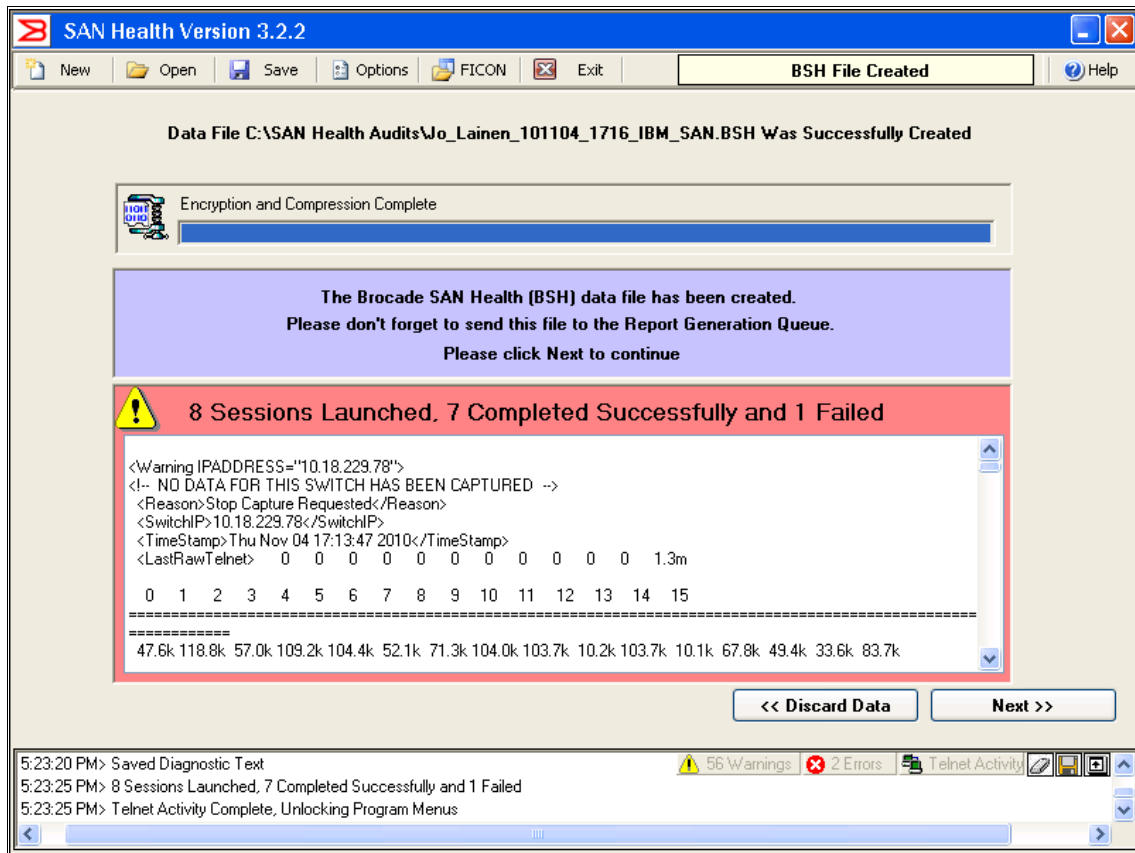 SAN Health Version 3.2.2
New Open Save Options FICON Exit BSH File Created Help
Data File C:\SAN Health Audits\Jo_Lainen_101104_1716_IBM_SAN.BSH Was Successfully Created
Encryption and Compression Complete
The Brocade SAN Health (BSH) data file has been created.
Please don't forget to send this file to the Report Generation Queue.
Please click Next to continue
8 Sessions Launched, 7 Completed Successfully and 1 Failed
<Warning IPADDRESS="10.18.229.78">
<!-- NO DATA FOR THIS SWITCH HAS BEEN CAPTURED -->
<Reason>Stop Capture Requested</Reason>
<SwitchIP>10.18.229.78</SwitchIP>
<TimeStamp>Thu Nov 04 17:13:47 2010</TimeStamp>
<LastRawTelnet> 0 0 0 0 0 0 0 0 0 0 0 1.3m
0 1 2 3 4 5 6 7 8 9 10 11 12 13 14 15
=====================================================================================
============
47.6k 118.8k 57.0k 109.2k 104.4k 52.1k 71.3k 104.0k 103.7k 10.2k 103.7k 10.1k 67.8k 49.4k 33.6k 83.7k
<< Discard Data Next >>
5:23:20 PM> Saved Diagnostic Text 56 Warnings 2 Errors Telnet Activity
5:23:25 PM> 8 Sessions Launched, 7 Completed Successfully and 1 Failed
5:23:25 PM> Telnet Activity Complete, Unlocking Program Menus